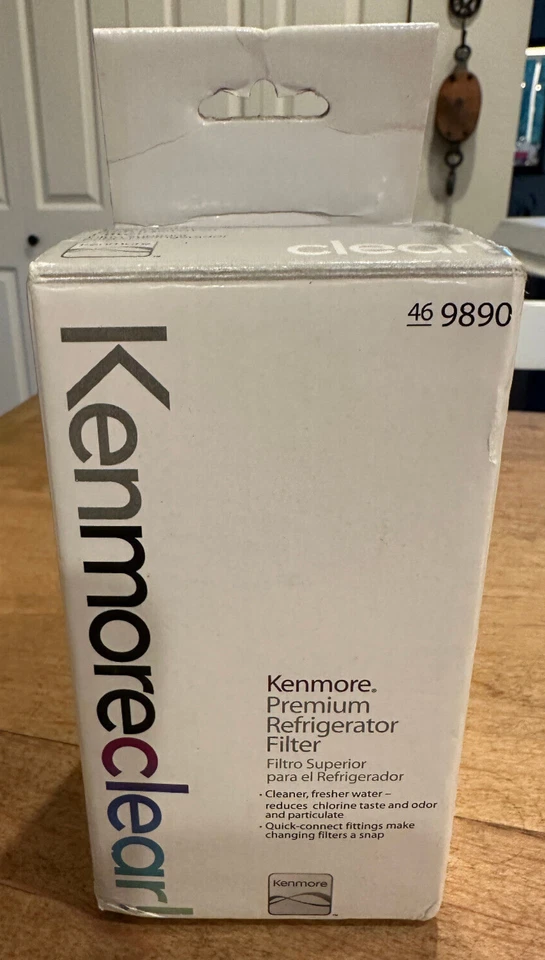 clear!
46 9890
Kenmoreclear!
Kenmore®
Premium
Refrigerator
Filter
Filtro Superior
para el Refrigerador
• Cleaner, fresher water –
reduces chlorine taste and odor
and particulate
• Quick-connect fittings make
changing filters a snap
Kenmore™